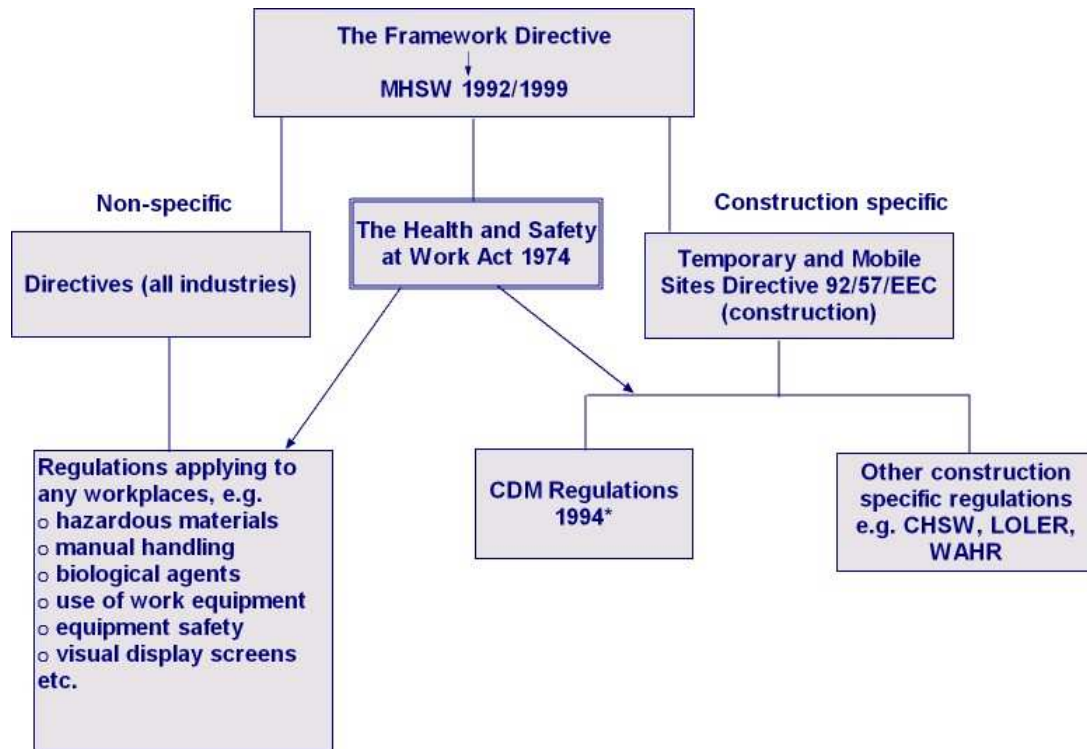 The Framework Directive
MHSW 1992/1999
Non-specific
Directives (all industries)
The Health and Safety
at Work Act 1974
Construction specific
Temporary and Mobile
Sites Directive 92/57/EEC
(construction)
Regulations applying to
any workplaces, e.g.
o hazardous materials
o manual handling
o biological agents
o use of work equipment
o equipment safety
o visual display screens
etc.
CDM Regulations
1994*
Other construction
specific regulations
e.g. CHSW, LOLER,
WAHR